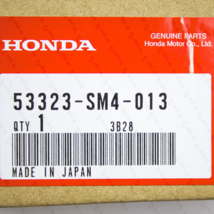 HONDA
GENUINE PARTS
Honda Motor Co., Ltd.
53323-SM4-013
QTY 1 3B28
MADE IN JAPAN